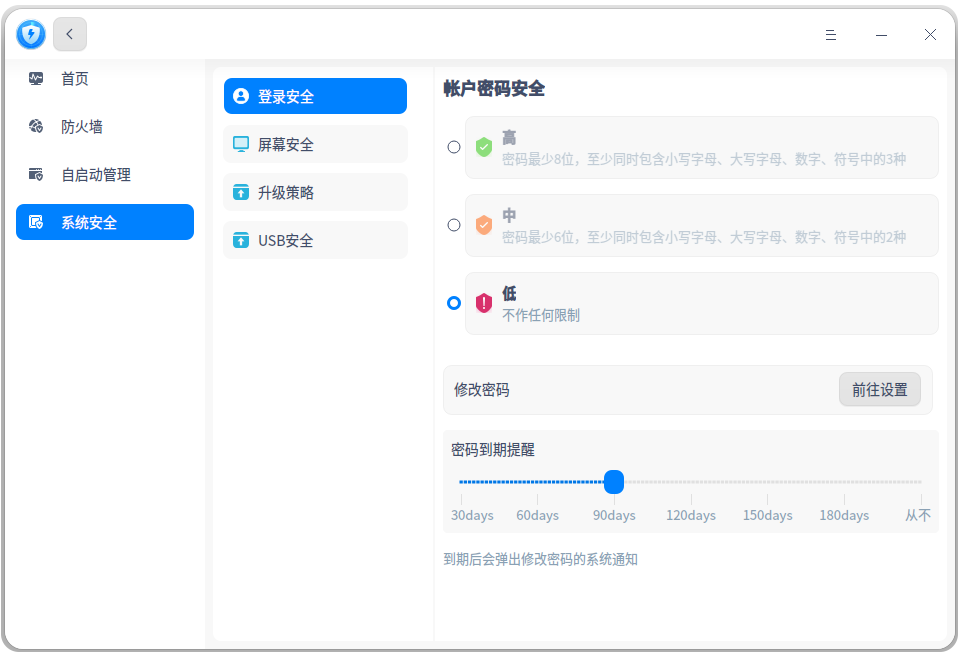 首页
防火墙
自启动管理
系统安全
登录安全
屏幕安全
升级策略
USB安全
帐户密码安全
高
密码最少8位，至少同时包含小写字母、大写字母、数字、符号中的3种
中
密码最少6位，至少同时包含小写字母、大写字母、数字、符号中的2种
低
不作任何限制
修改密码 前往设置
密码到期提醒
30days 60days 90days 120days 150days 180days 从不
到期后会弹出修改密码的系统通知